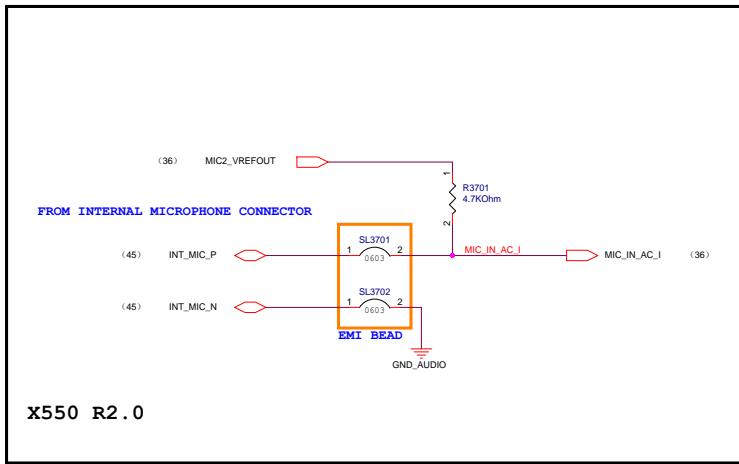 （36） MIC2_VREFOUT
1
R3701
4.7KOhm
2
FROM INTERNAL MICROPHONE CONNECTOR
SL3701
（45） INT_MIC_P 1 2 MIC_IN_AC_I MIC_IN_AC_I （36）
0603
SL3702
（45） INT_MIC_N 1 2
0603
EMI BEAD
GND_AUDIO
X550 R2.0